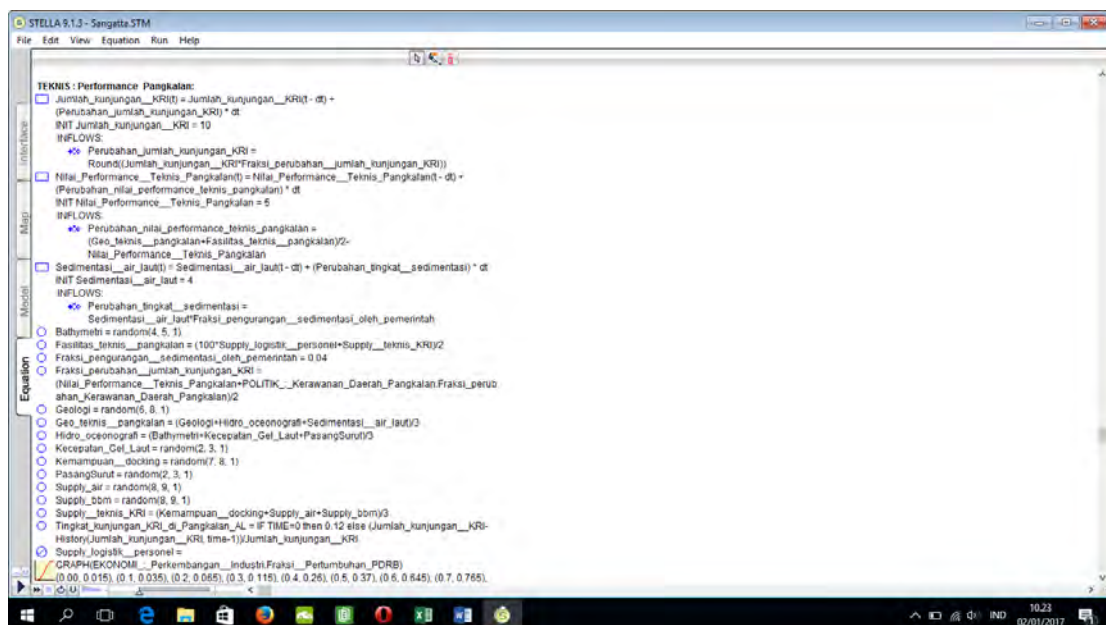 STELLA 9.1.3 - Sangatta.STM
File Edit View Equation Run Help
TEKNIS : Performance Pangkalan:
Jumlah_kunjungan__KRI(t) = Jumlah_kunjungan__KRI(t - dt) +
(Perubahan_jumlah_kunjungan_KRI) * dt
INIT Jumlah_kunjungan__KRI = 10
INFLOWS:
Perubahan_jumlah_kunjungan_KRI =
Round((Jumlah_kunjungan__KRI*Fraksi_perubahan__jumlah_kunjungan_KRI))
Nilai_Performance__Teknis_Pangkalan(t) = Nilai_Performance__Teknis_Pangkalan(t - dt) +
(Perubahan_nilai_performance_teknis_pangkalan) * dt
INIT Nilai_Performance__Teknis_Pangkalan = 5
INFLOWS:
Perubahan_nilai_performance_teknis_pangkalan =
(Geo_teknis__pangkalan+Fasilitas_teknis__pangkalan)/2-
Nilai_Performance__Teknis_Pangkalan
Sedimentasi__air_laut(t) = Sedimentasi__air_laut(t - dt) + (Perubahan_tingkat__sedimentasi) * dt
INIT Sedimentasi__air_laut = 4
INFLOWS:
Perubahan_tingkat__sedimentasi =
Sedimentasi__air_laut*Fraksi_pengurangan__sedimentasi_oleh_pemerintah
Bathymetri = random(4, 5, 1)
Fasilitas_teknis__pangkalan = (100*Supply_logistik__personel+Supply__teknis_KRI)/2
Fraksi_pengurangan__sedimentasi_oleh_pemerintah = 0.04
Fraksi_perubahan__jumlah_kunjungan_KRI =
(Nilai_Performance__Teknis_Pangkalan+POLITIK_:_Kerawanan_Daerah_Pangkalan.Fraksi_perub
ahan_Kerawanan_Daerah_Pangkalan)/2
Geologi = random(6, 8, 1)
Geo_teknis__pangkalan = (Geologi+Hidro_oceonografi+Sedimentasi__air_laut)/3
Hidro_oceonografi = (Bathymetri+Kecepatan_Gel_Laut+PasangSurut)/3
Kecepatan_Gel_Laut = random(2, 3, 1)
Kemampuan__docking = random(7, 8, 1)
PasangSurut = random(2, 3, 1)
Supply_air = random(8, 9, 1)
Supply_bbm = random(8, 9, 1)
Supply__teknis_KRI = (Kemampuan__docking+Supply_air+Supply_bbm)/3
Tingkat_kunjungan_KRI_di_Pangkalan_AL = IF TIME=0 then 0.12 else (Jumlah_kunjungan__KRI-
History(Jumlah_kunjungan__KRI, time-1))/Jumlah_kunjungan__KRI
Supply_logistik__personel =
GRAPH(EKONOMI_:_Perkembangan__Industri.Fraksi__Pertumbuhan_PDRB)
(0.00, 0.015), (0.1, 0.035), (0.2, 0.065), (0.3, 0.115), (0.4, 0.26), (0.5, 0.37), (0.6, 0.645), (0.7, 0.765),
Interface
Map
Model
Equation
IND
10.23
02/01/2017